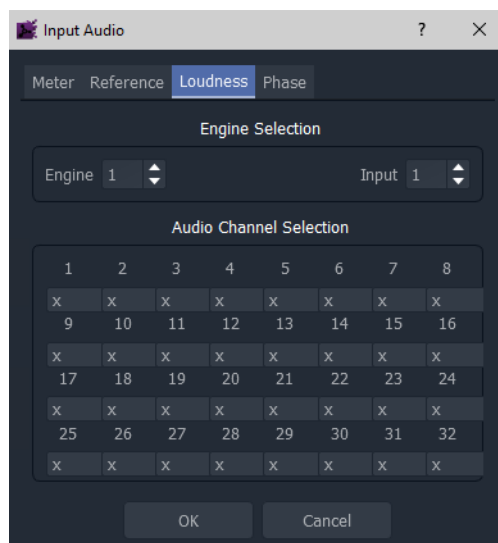 Input Audio ? ×
Meter Reference Loudness Phase
Engine Selection
Engine 1 Input 1
Audio Channel Selection
1 2 3 4 5 6 7 8
x x x x x x x x
9 10 11 12 13 14 15 16
x x x x x x x x
17 18 19 20 21 22 23 24
x x x x x x x x
25 26 27 28 29 30 31 32
x x x x x x x x
OK Cancel